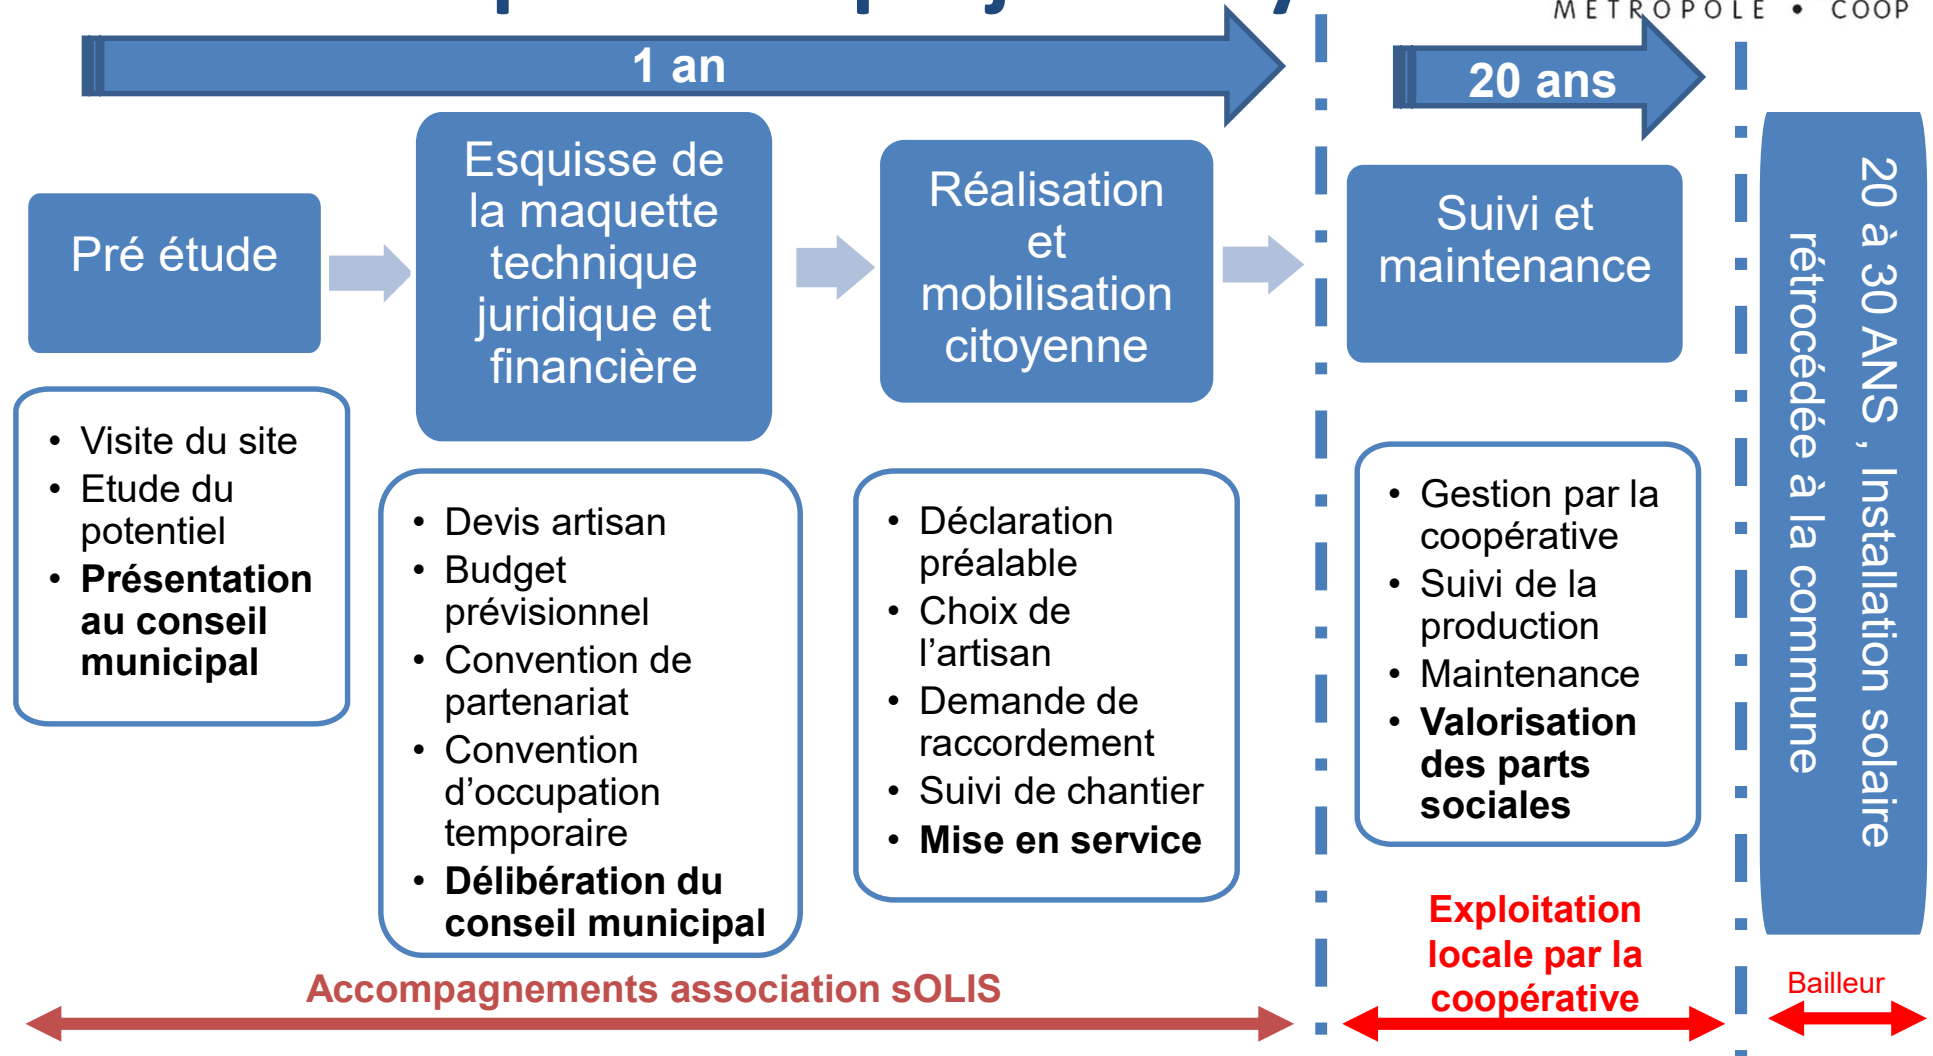 METROPOLE • COOP
1 an
20 ans
Pré étude
Esquisse de
la maquette
technique
juridique et
financière
Réalisation
et
mobilisation
citoyenne
Suivi et
maintenance
20 à 30 ANS , Installation solaire
rétrocédée à la commune
• Visite du site
• Etude du
potentiel
• Présentation
au conseil
municipal
• Devis artisan
• Budget
prévisionnel
• Convention de
partenariat
• Convention
d’occupation
temporaire
• Délibération du
conseil municipal
• Déclaration
préalable
• Choix de
l’artisan
• Demande de
raccordement
• Suivi de chantier
• Mise en service
• Gestion par la
coopérative
• Suivi de la
production
• Maintenance
• Valorisation
des parts
sociales
Accompagnements association sOLIS
Exploitation
locale par la
coopérative
Bailleur